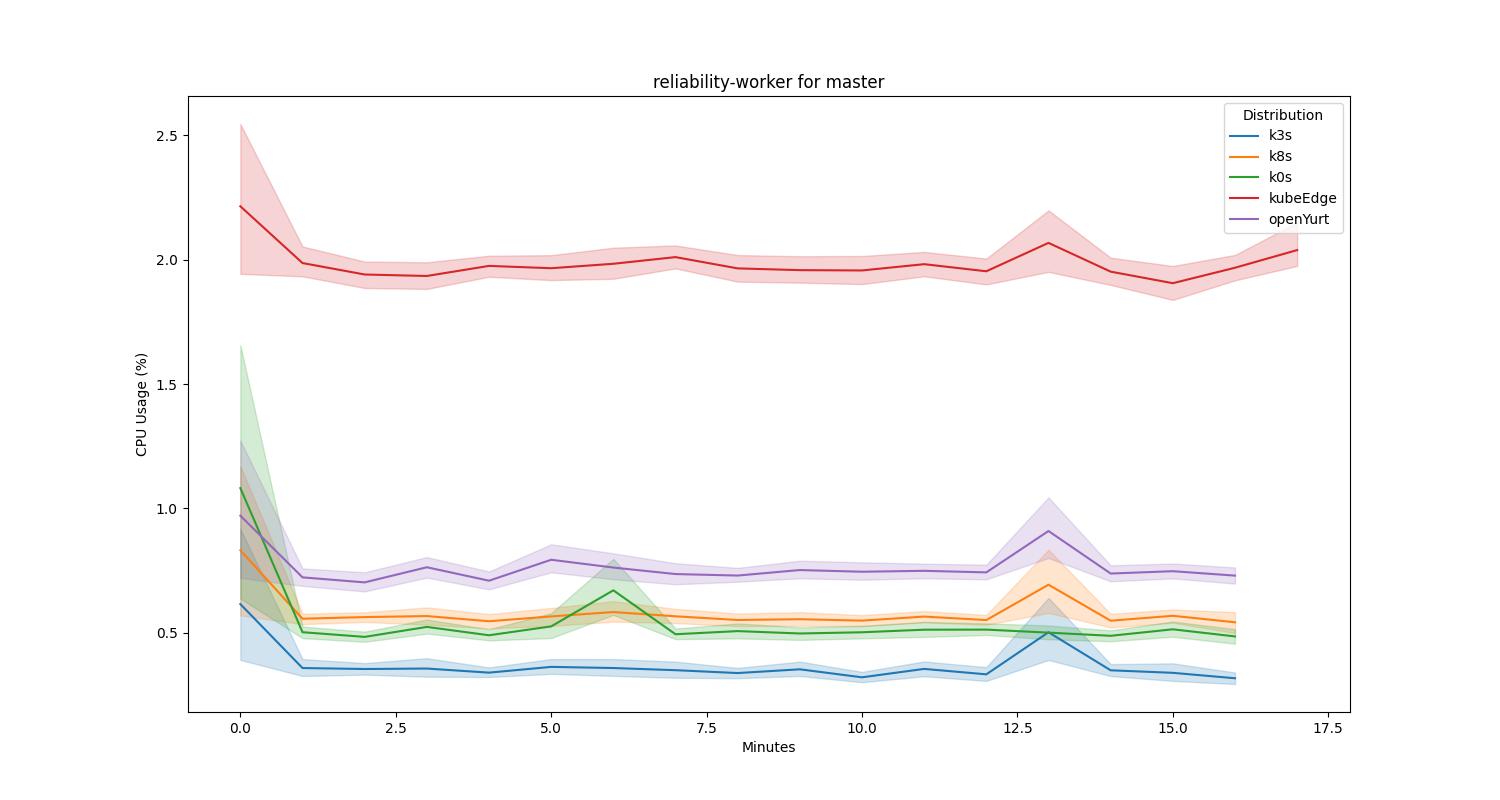 reliability-worker for master
Distribution
k3s
k8s
k0s
kubeEdge
openYurt
CPU Usage (%)
2.5
2.0
1.5
1.0
0.5
0.0
2.5
5.0
7.5
10.0
12.5
15.0
17.5
Minutes